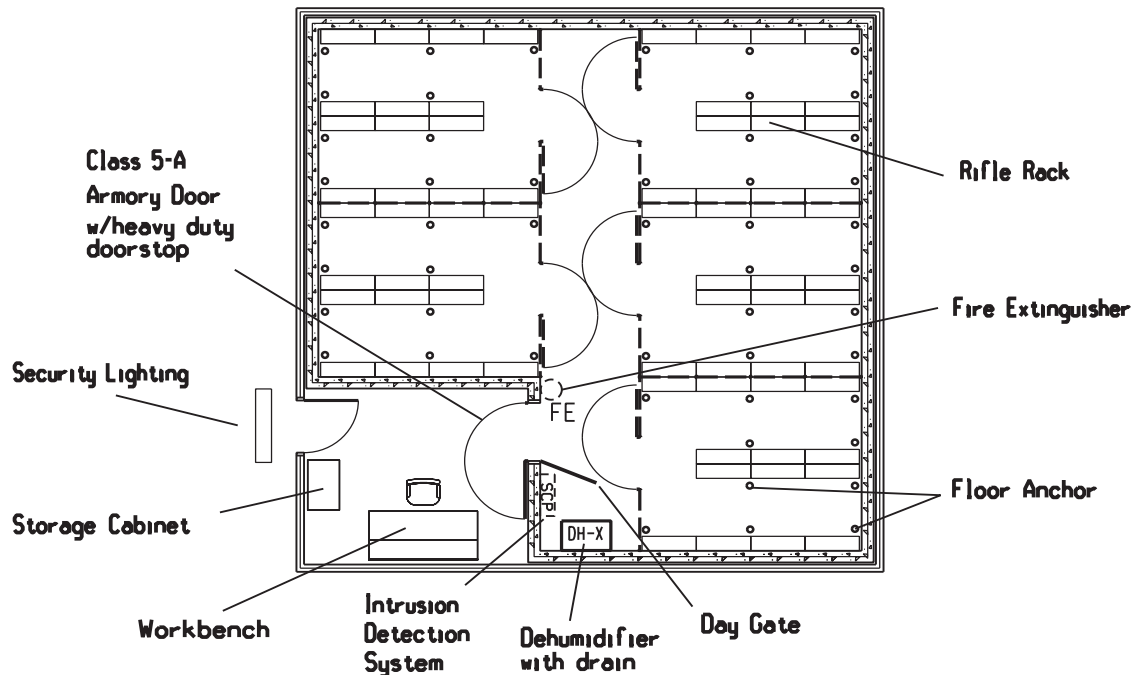 Class 5-A
Armory Door
w/heavy duty
doorstop
Rifle Rack
Fire Extinguisher
Security Lighting
FE
Storage Cabinet
SCPI
DH-X
Floor Anchor
Workbench
Intrusion
Detection
System
Dehumidifier
with drain
Day Gate